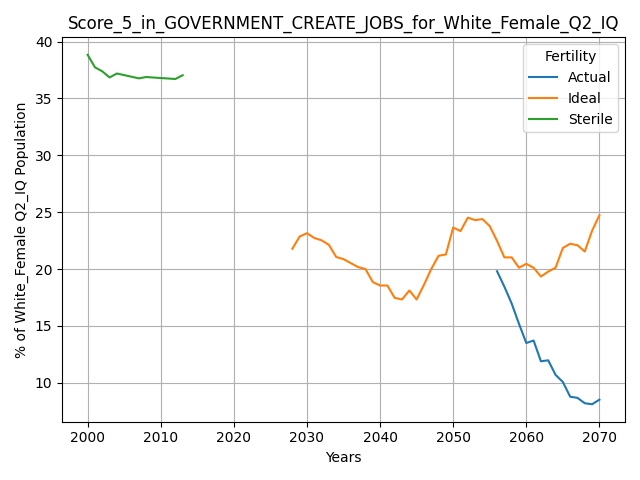 Score_5_in_GOVERNMENT_CREATE_JOBS_for_White_Female_Q2_IQ
Fertility
Actual
Ideal
Sterile
% of White_Female Q2_IQ Population
40
35
30
25
20
15
10
2000 2010 2020 2030 2040 2050 2060 2070
Years